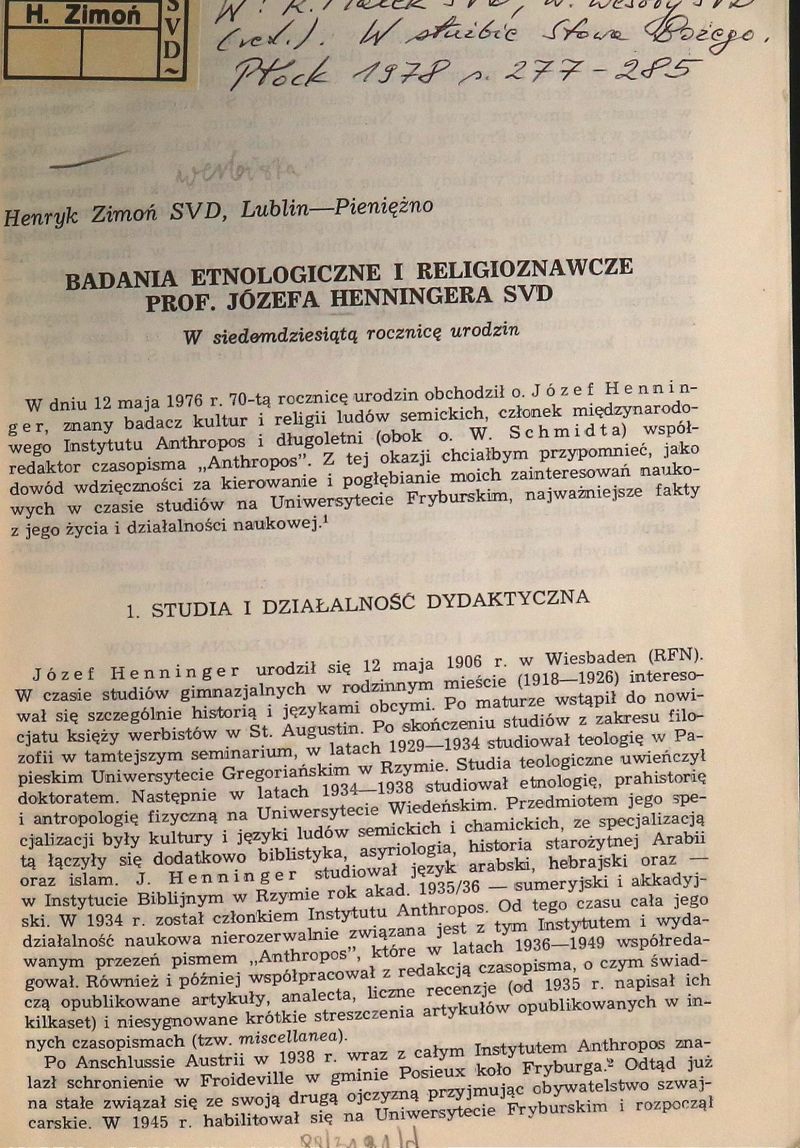 H. Zimoń
SVD~
W: R. Malek SVD, W. Wesoły SVD
(red.). W służbie Słowa Bożego.
Płock 1978 s. 277-285
Henryk Zimoń SVD, Lublin—Pieniężno
BADANIA ETNOLOGICZNE I RELIGIOZNAWCZE
PROF. JÓZEFA HENNINGERA SVD
W siedemdziesiątą rocznicę urodzin
W dniu 12 maja 1976 r. 70-tą rocznicę urodzin obchodził o. Józef Hennin-
ger, znany badacz kultur i religii ludów semickich, członek międzynarodo-
wego Instytutu Anthropos i długoletni (obok o. W. Schmidta) współ-
redaktor czasopisma „Anthropos". Z tej okazji chciałbym przypomnieć, jako
dowód wdzięczności za kierowanie i pogłębianie moich zainteresowań nauko-
wych w czasie studiów na Uniwersytecie Fryburskim, najważniejsze fakty
z jego życia i działalności naukowej.¹
1. STUDIA I DZIAŁALNOŚĆ DYDAKTYCZNA
Józef Henninger urodził się 12 maja 1906 r. w Wiesbaden (RFN).
W czasie studiów gimnazjalnych w rodzinnym mieście (1918—1926) intereso-
wał się szczególnie historią i językami obcymi. Po maturze wstąpił do nowi-
cjatu księży werbistów w St. Augustin. Po skończeniu studiów z zakresu filo-
zofii w tamtejszym seminarium, w latach 1929—1934 studiował teologię w Pa-
pieskim Uniwersytecie Gregoriańskim w Rzymie. Studia teologiczne uwieńczył
doktoratem. Następnie w latach 1934—1938 studiował etnologię, prahistorię
i antropologię fizyczną na Uniwersytecie Wiedeńskim. Przedmiotem jego spe-
cjalizacji były kultury i języki ludów semickich i chamickich, ze specjalizacją
tą łączyły się dodatkowo biblistyka, asyriologia, historia starożytnej Arabii
oraz islam. J. Henninger studiował język arabski, hebrajski oraz —
w Instytucie Biblijnym w Rzymie rok akad. 1935/36 — sumeryjski i akkadyj-
ski. W 1934 r. został członkiem Instytutu Anthropos. Od tego czasu cała jego
działalność naukowa nierozerwalnie związana jest z tym Instytutem i wyda-
wanym przezeń pismem „Anthropos", które w latach 1936—1949 współreda-
gował. Również i później współpracował z redakcją czasopisma, o czym świad-
czą opublikowane artykuły, analecta, liczne recenzje (od 1935 r. napisał ich
kilkaset) i niesygnowane krótkie streszczenia artykułów opublikowanych w in-
nych czasopismach (tzw. miscellanea).
Po Anschlussie Austrii w 1938 r. wraz z całym Instytutem Anthropos zna-
lazł schronienie w Froideville w gminie Posieux koło Fryburga.² Odtąd już
na stałe związał się ze swoją drugą ojczyzną przyjmując obywatelstwo szwaj-
carskie. W 1945 r. habilitował się na Uniwersytecie Fryburskim i rozpoczął